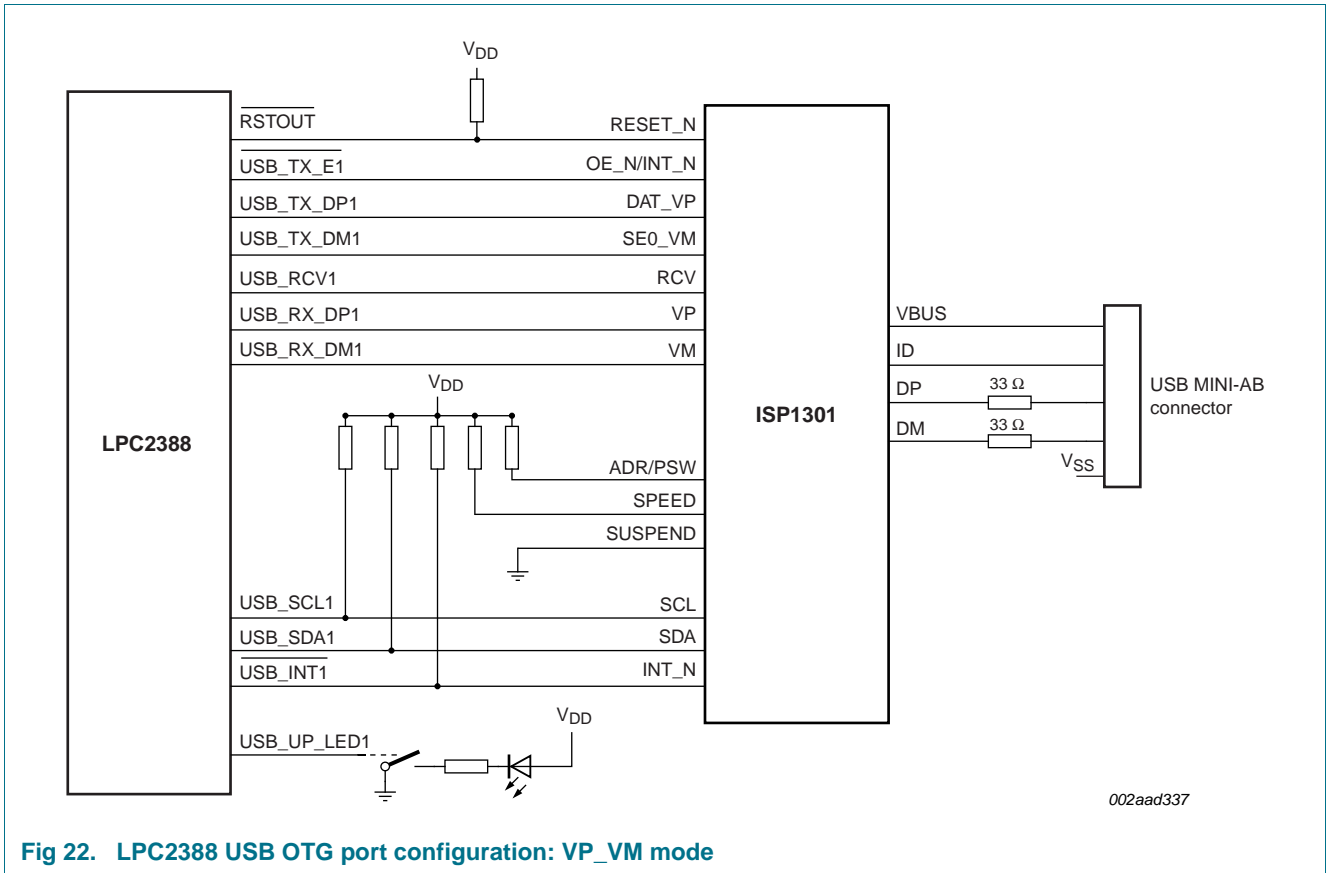 VDD
RSTOUT
RESET_N
USB_TX_E1
OE_N/INT_N
USB_TX_DP1
DAT_VP
USB_TX_DM1
SE0_VM
USB_RCV1
RCV
USB_RX_DP1
VP
USB_RX_DM1
VM
VBUS
ID
DP
33 Ω
DM
33 Ω
VSS
USB MINI-AB
connector
LPC2388
ISP1301
VDD
ADR/PSW
SPEED
SUSPEND
USB_SCL1
SCL
USB_SDA1
SDA
USB_INT1
INT_N
USB_UP_LED1
VDD
002aad337
Fig 22. LPC2388 USB OTG port configuration: VP_VM mode